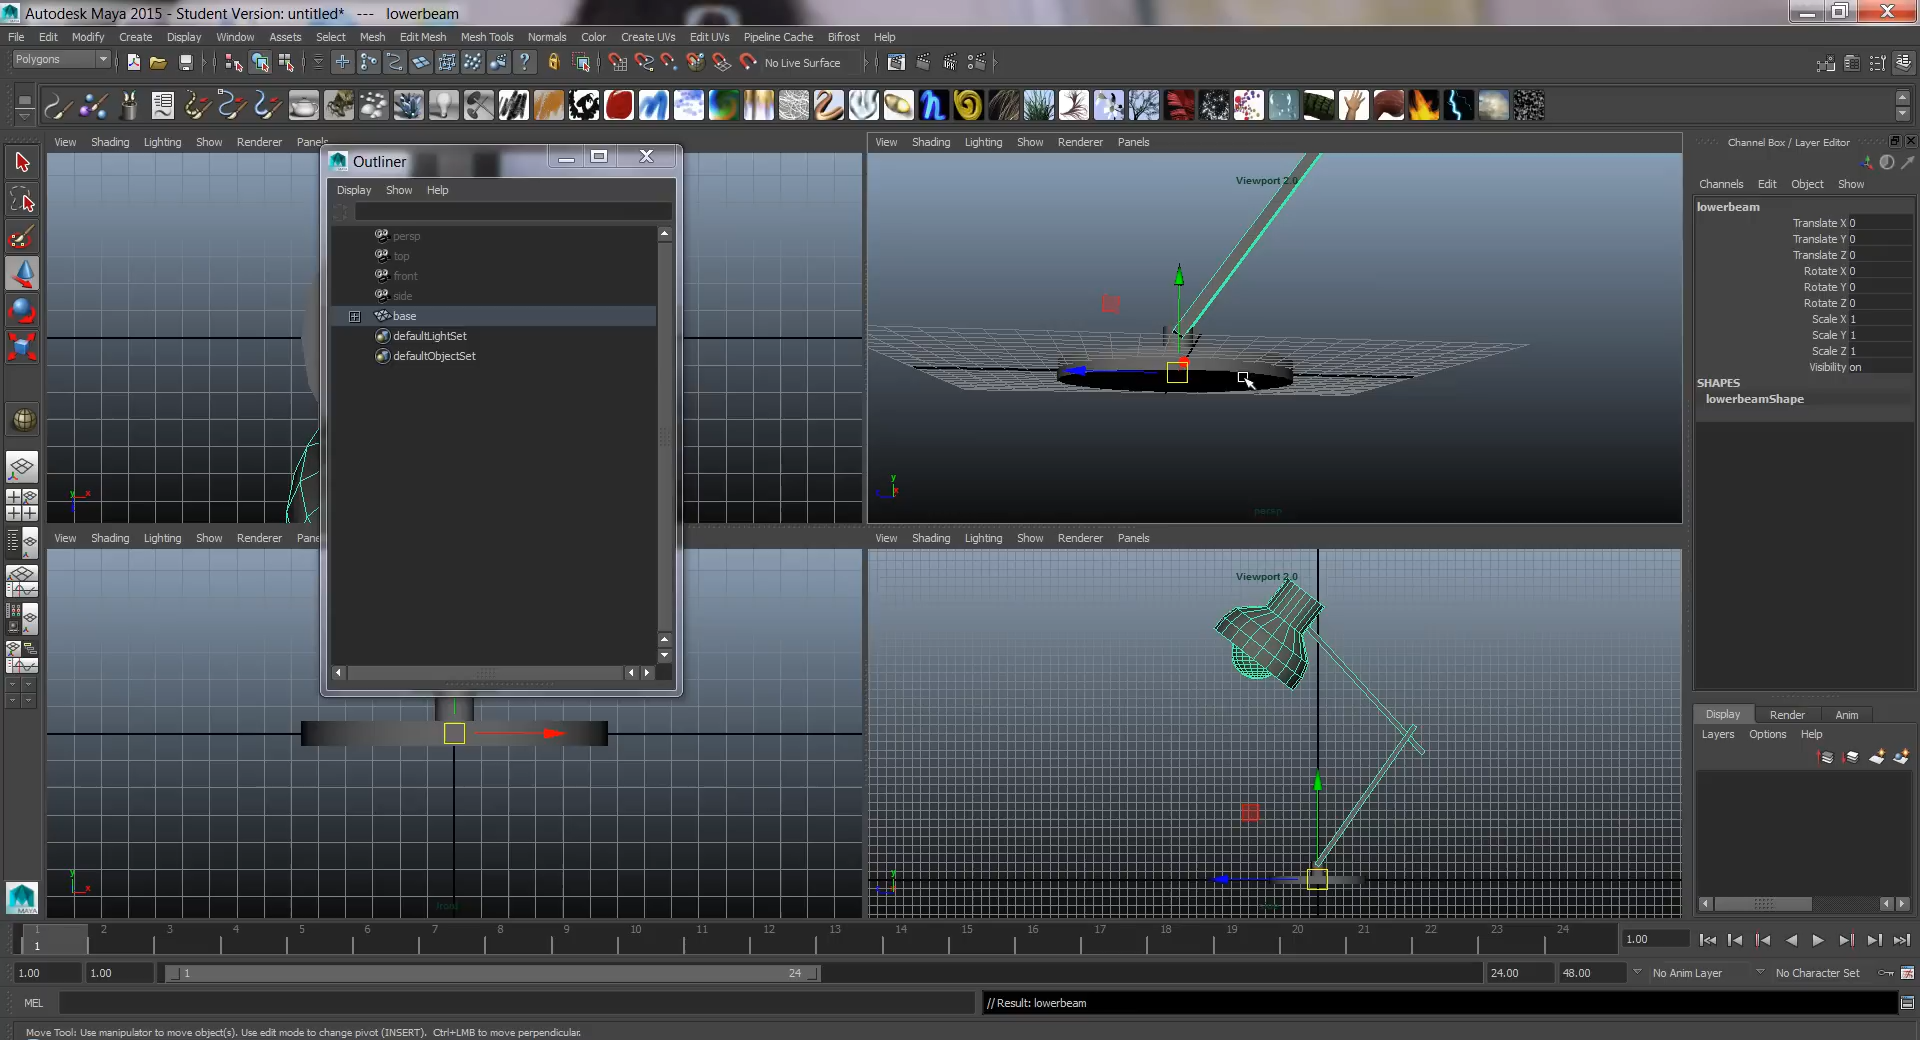 Autodesk Maya 2015 - Student Version: untitled* --- lowerbeam
File Edit Modify Create Display Window Assets Select Mesh Edit Mesh Mesh Tools Normals Color Create UVs Edit UVs Pipeline Cache Bifrost Help
Polygons
No Live Surface
View Shading Lighting Show Renderer Panels
View Shading Lighting Show Renderer Panels
Channel Box / Layer Editor
Outliner
Display Show Help
persp
top
front
side
base
defaultLightSet
defaultObjectSet
Viewport 2.0
persp
Channels Edit Object Show
lowerbeam
Translate X 0
Translate Y 0
Translate Z 0
Rotate X 0
Rotate Y 0
Rotate Z 0
Scale X 1
Scale Y 1
Scale Z 1
Visibility on
SHAPES
lowerbeamShape
View Shading Lighting Show Renderer Pane
View Shading Lighting Show Renderer Panels
Viewport 2.0
front
Display Render Anim
Layers Options Help
MAYA
1 2 3 4 5 6 7 8 9 10 11 12 13 14 15 16 17 18 19 20 21 22 23 24
1
1.00
1.00 1.00 1 24 24.00 48.00 No Anim Layer No Character Set
MEL
// Result: lowerbeam
Move Tool: Use manipulator to move object(s). Use edit mode to change pivot (INSERT). Ctrl+LMB to move perpendicular.